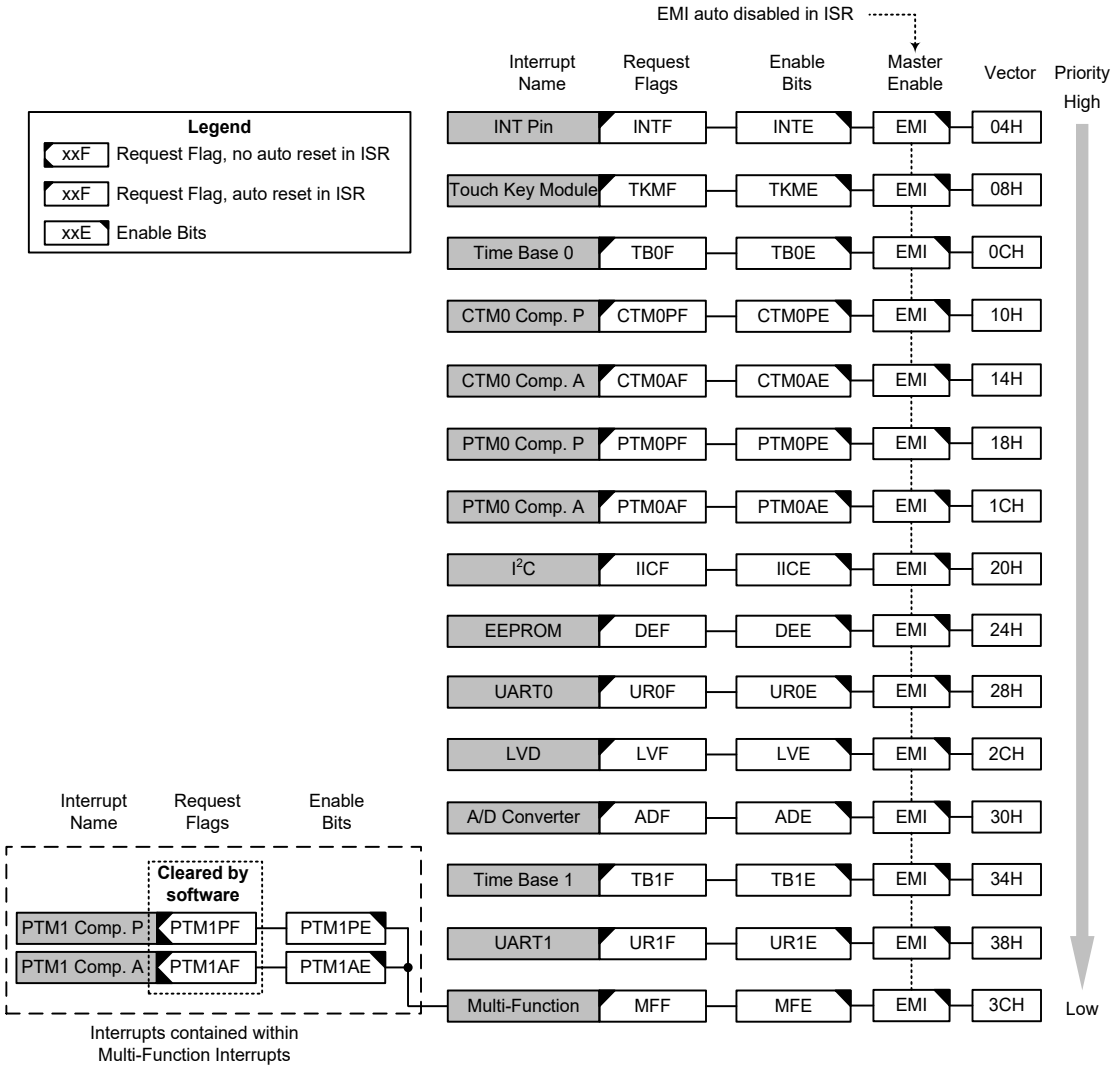 EMI auto disabled in ISR
Interrupt Name
Request Flags
Enable Bits
Master Enable
Vector
Priority
High
Legend
xxF Request Flag, no auto reset in ISR
xxF Request Flag, auto reset in ISR
xxE Enable Bits
INT Pin INTF INTE EMI 04H
Touch Key Module TKMF TKME EMI 08H
Time Base 0 TB0F TB0E EMI 0CH
CTM0 Comp. P CTM0PF CTM0PE EMI 10H
CTM0 Comp. A CTM0AF CTM0AE EMI 14H
PTM0 Comp. P PTM0PF PTM0PE EMI 18H
PTM0 Comp. A PTM0AF PTM0AE EMI 1CH
I²C IICF IICE EMI 20H
EEPROM DEF DEE EMI 24H
UART0 UR0F UR0E EMI 28H
LVD LVF LVE EMI 2CH
A/D Converter ADF ADE EMI 30H
Time Base 1 TB1F TB1E EMI 34H
UART1 UR1F UR1E EMI 38H
Multi-Function MFF MFE EMI 3CH
Low
Interrupt Name
Request Flags
Enable Bits
Cleared by
software
PTM1 Comp. P PTM1PF PTM1PE
PTM1 Comp. A PTM1AF PTM1AE
Interrupts contained within
Multi-Function Interrupts